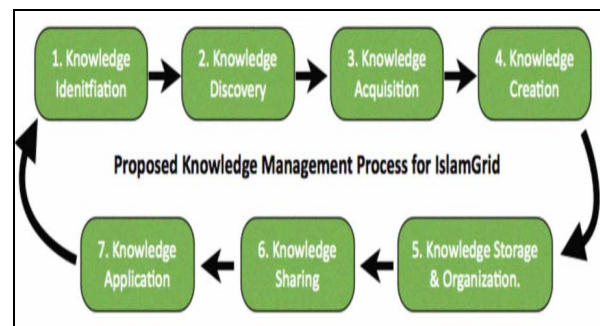 1. Knowledge
Idenitfiation
2. Knowledge
Discovery
3. Knowledge
Acquisition
4. Knowledge
Creation
Proposed Knowledge Management Process for IslamGrid
5. Knowledge Storage
& Organization.
6. Knowledge
Sharing
7. Knowledge
Application